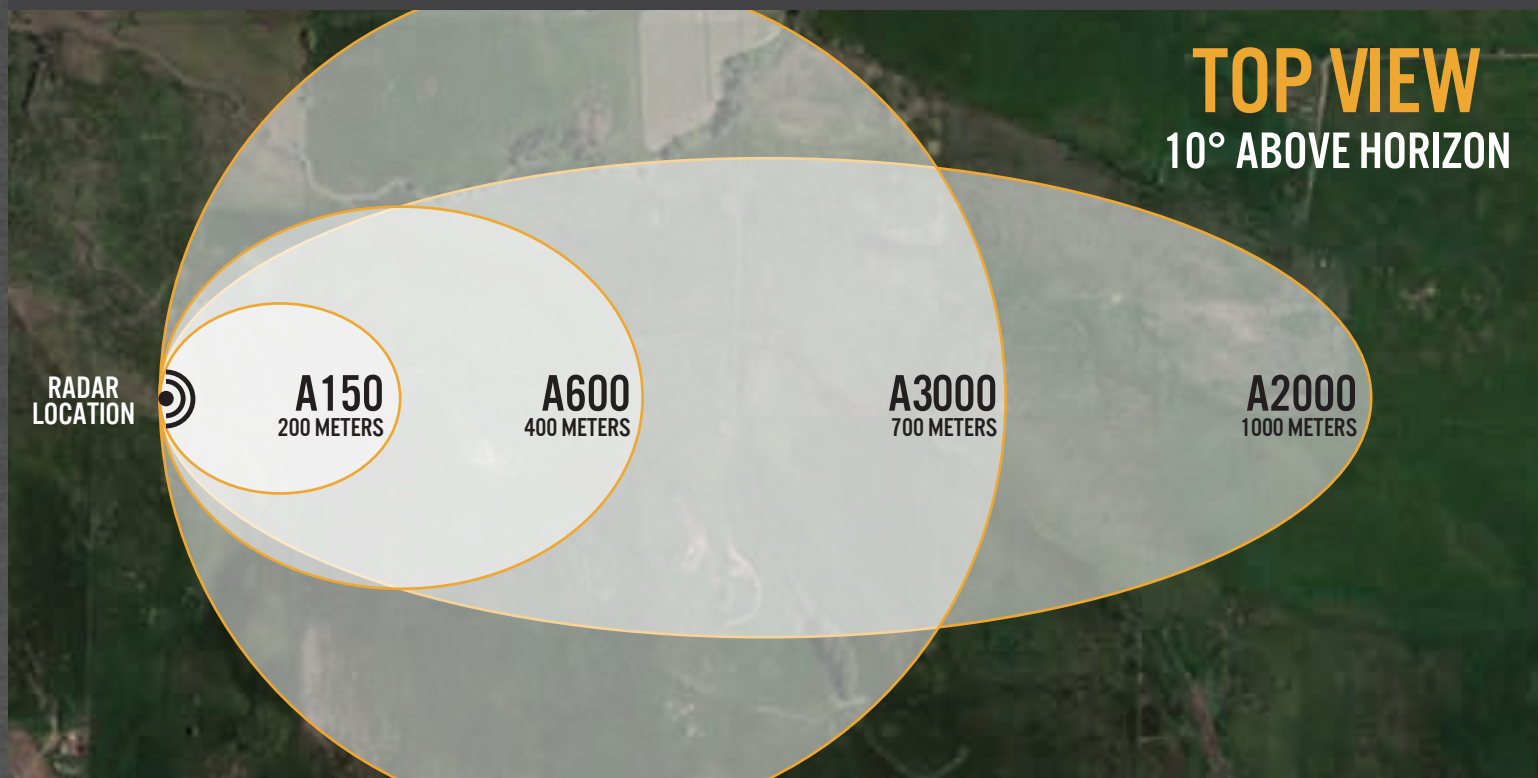 TOP VIEW
10° ABOVE HORIZON
RADAR
LOCATION
A150
200 METERS
A600
400 METERS
A3000
700 METERS
A2000
1000 METERS